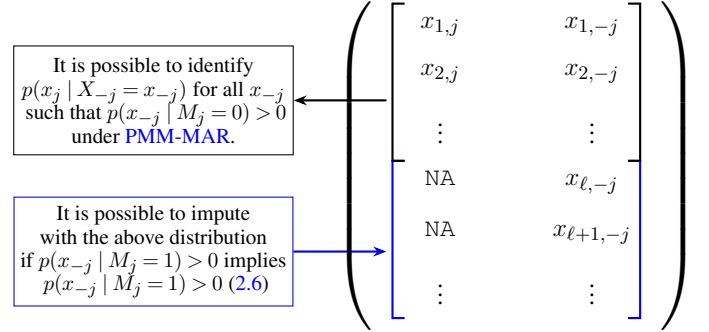 It is possible to identify
p(x_j | X_{-j} = x_{-j}) for all x_{-j}
such that p(x_{-j} | M_j = 0) > 0
under PMM-MAR.
It is possible to impute
with the above distribution
if p(x_{-j} | M_j = 1) > 0 implies
p(x_{-j} | M_j = 1) > 0 (2.6)
x_{1,j} x_{1,-j}
x_{2,j} x_{2,-j}
⋮ ⋮
NA x_{ℓ,-j}
NA x_{ℓ+1,-j}
⋮ ⋮